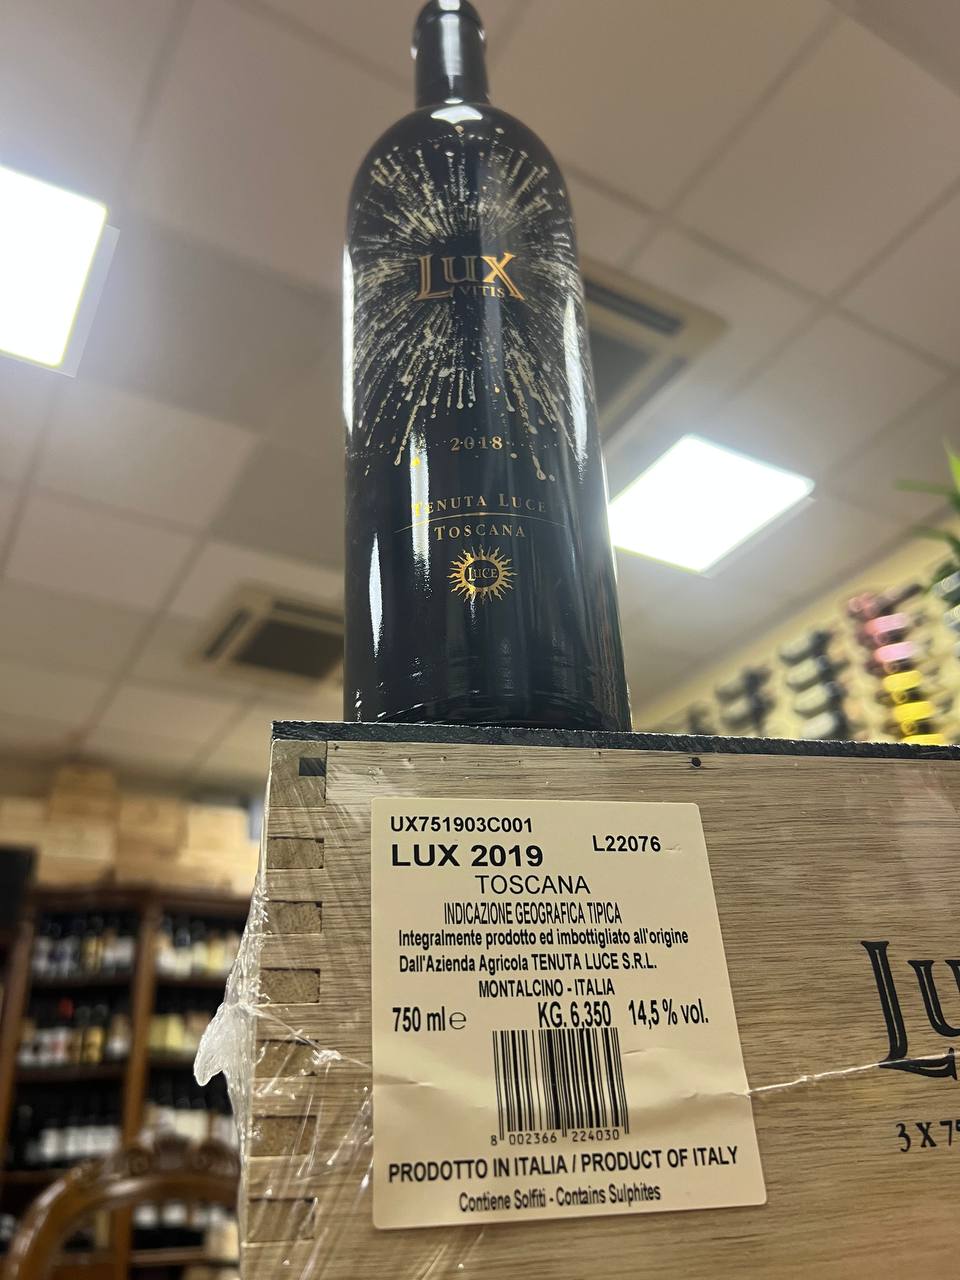 LUX
VITIS
2018
TENUTA LUCE
TOSCANA
LUCE
UX751903C001
L22076
LUX 2019
TOSCANA
INDICAZIONE GEOGRAFICA TIPICA
Integralmente prodotto ed imbottigliato all'origine
Dall'Azienda Agricola TENUTA LUCE S.R.L.
MONTALCINO - ITALIA
750 ml ℮ KG. 6,350 14,5 % vol.
8 002366 224030
PRODOTTO IN ITALIA / PRODUCT OF ITALY
Contiene Solfiti - Contains Sulphites
3 X 7